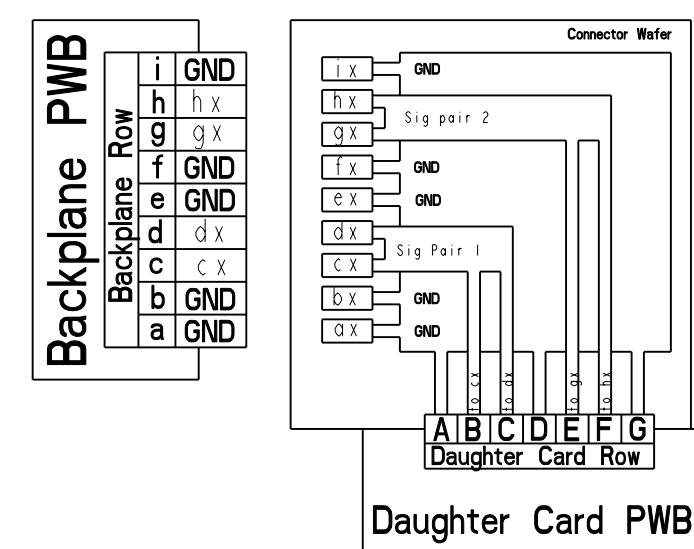 Backplane PWB
Backplane Row
i GND
h hx
g gx
f GND
e GND
d dx
c cx
b GND
a GND
Connector Wafer
ix GND
hx
Sig pair 2
gx
fx GND
ex GND
dx
Sig Pair 1
cx
bx GND
ax GND
to cx to dx to gx to hx
A B C D E F G
Daughter Card Row
Daughter Card PWB